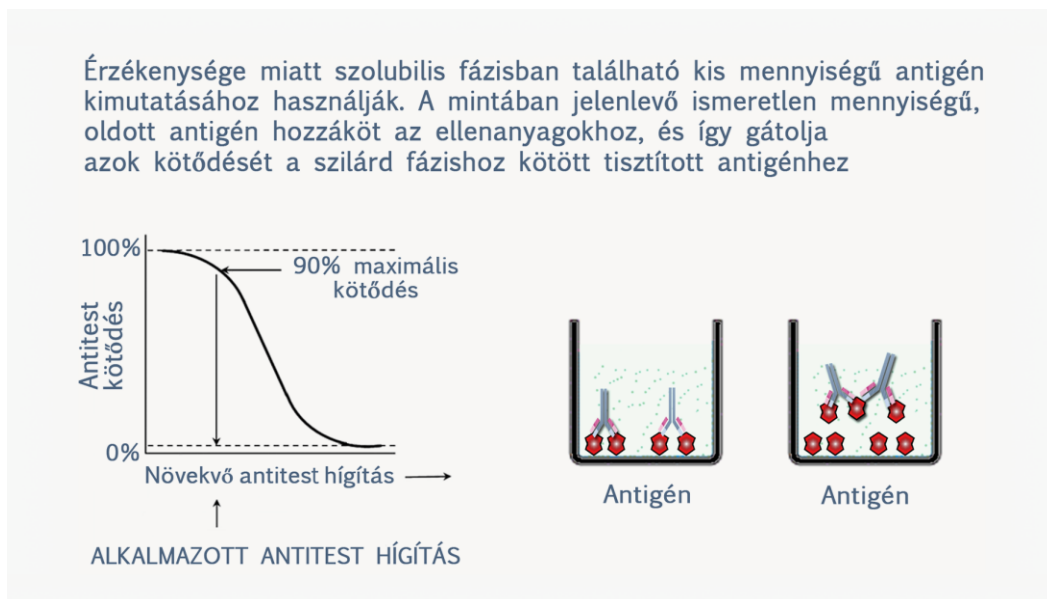 Érzékenysége miatt szolubilis fázisban található kis mennyiségű antigén
kimutatásához használják. A mintában jelenlevő ismeretlen mennyiségű,
oldott antigén hozzáköt az ellenanyagokhoz, és így gátolja
azok kötődését a szilárd fázishoz kötött tisztított antigénhez
100%
90% maximális
kötődés
Antitest
kötődés
0%
Növekvő antitest hígítás
ALKALMAZOTT ANTITEST HÍGÍTÁS
Antigén
Antigén